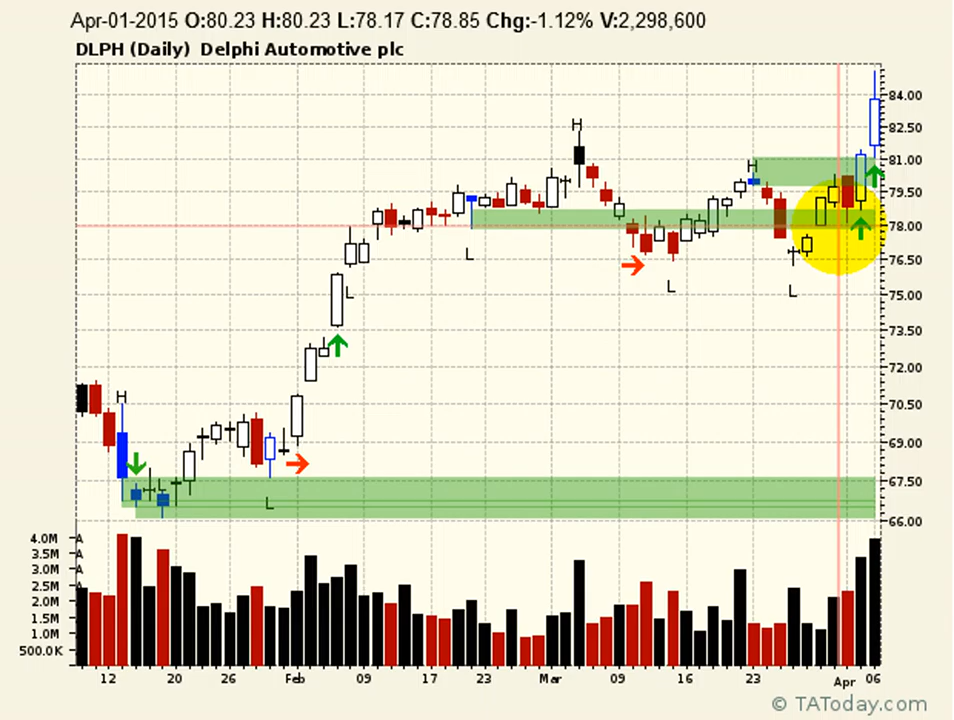 Apr-01-2015 O:80.23 H:80.23 L:78.17 C:78.85 Chg:-1.12% V:2,298,600
DLPH (Daily) Delphi Automotive plc
84.00
H
82.50
H
81.00
79.50
78.00
L
76.50
L
L
L
75.00
73.50
72.00
H
70.50
69.00
67.50
L
66.00
4.0M A
3.5M A
3.0M A
2.5M A
2.0M
1.5M
1.0M
500.0K
12 20 26 Feb 09 17 23 Mar 09 16 23 Apr 06
© TAToday.com